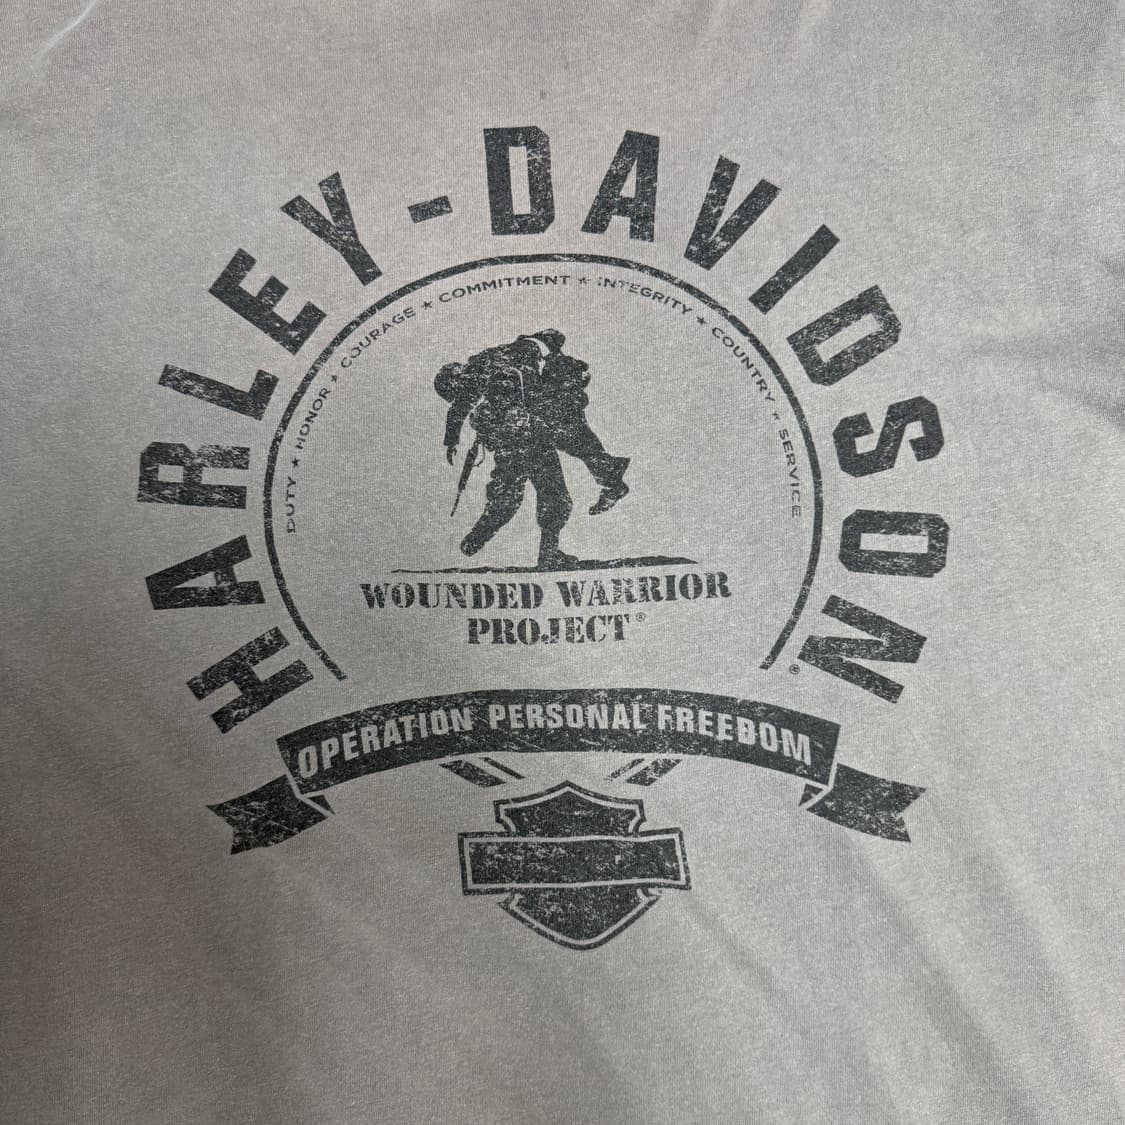 HARLEY-DAVIDSON
DUTY ★ HONOR ★ COURAGE ★ COMMITMENT ★ INTEGRITY ★ COUNTRY ★ SERVICE
WOUNDED WARRIOR
PROJECT®
®
OPERATION PERSONAL FREEDOM